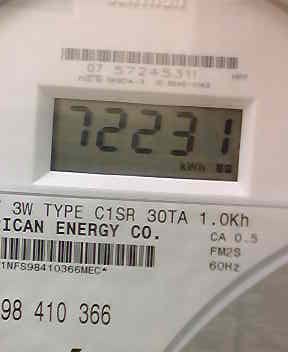 07 57245311
72231
kWh
3W TYPE C1SR 30TA 1.0Kh
ICAN ENERGY CO.
CA 0.5
FM2S
1NFS98410366MEC*
60Hz
98 410 366